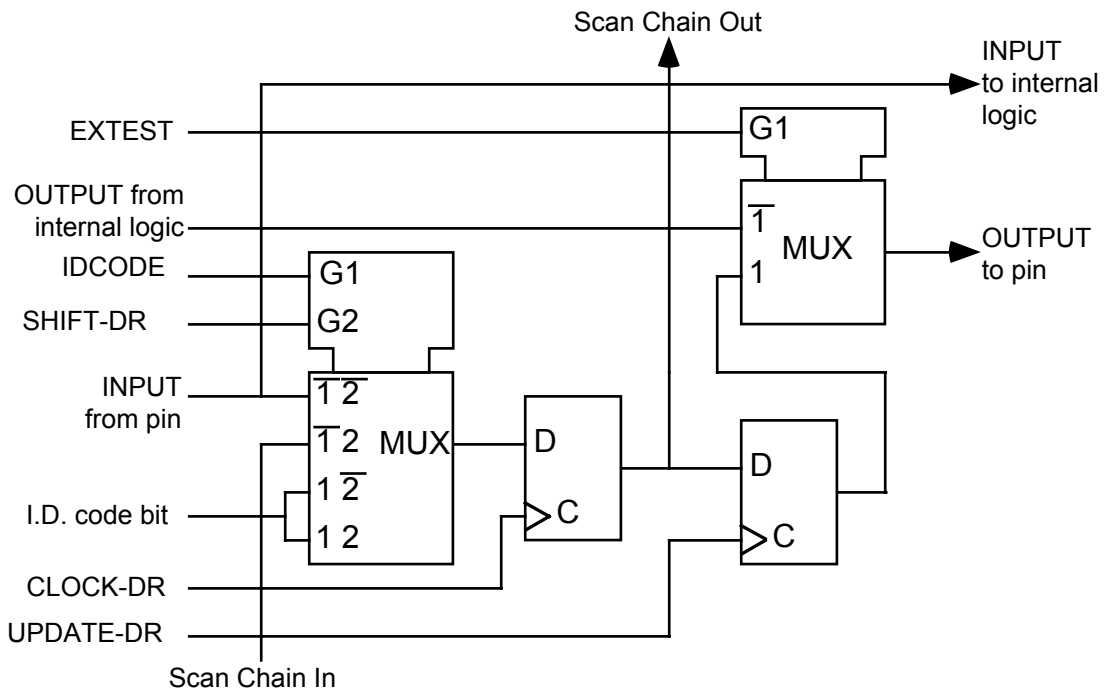 Scan Chain Out
INPUT
to internal
logic
EXTEST
G1
OUTPUT from
internal logic
1̅
MUX
1
OUTPUT
to pin
IDCODE
G1
SHIFT-DR
G2
INPUT
from pin
1̅ 2̅
1̅ 2
MUX
1 2̅
1 2
I.D. code bit
D
C
D
C
CLOCK-DR
UPDATE-DR
Scan Chain In